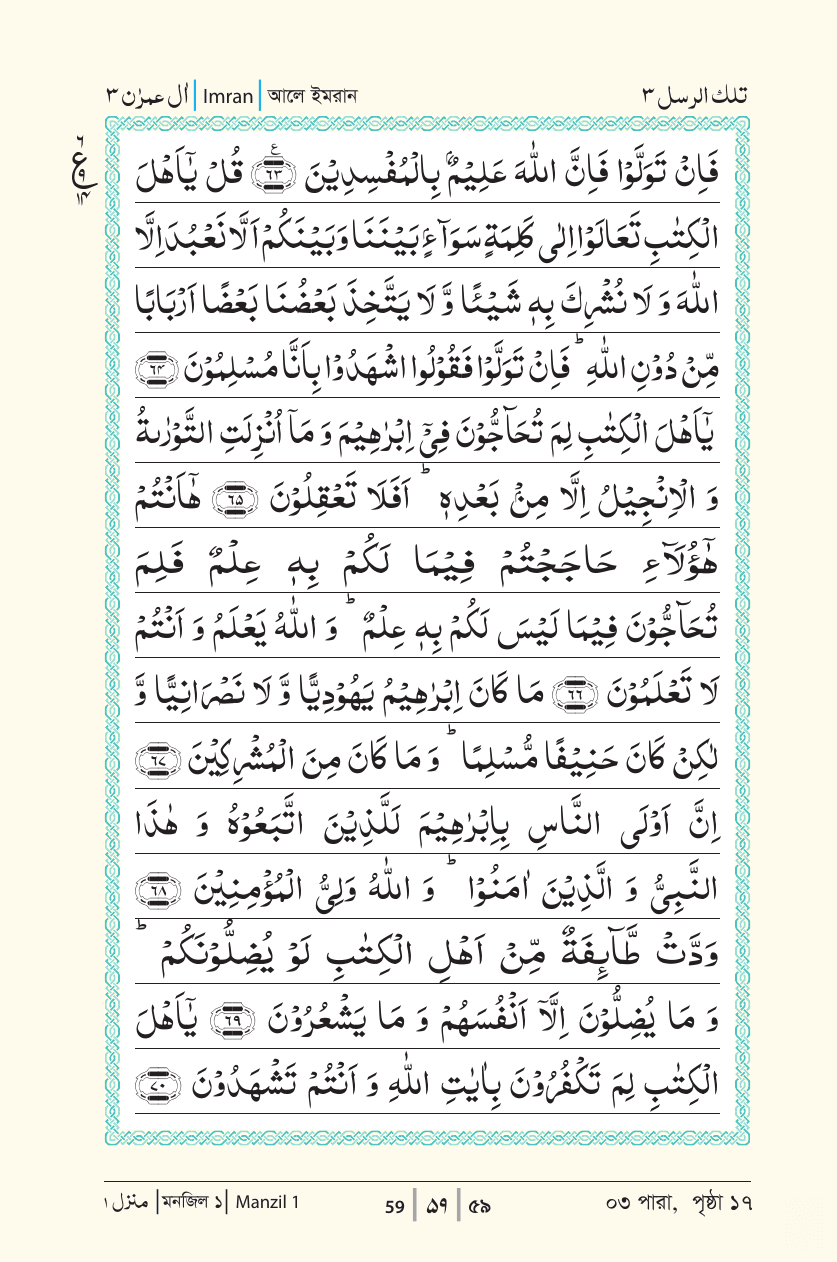 اٰل عمرٰن ٣ | Imran | আলে ইমরান
تلك الرسل ٣
٦
ع
٩
١٤
فَاِنْ تَوَلَّوْا فَاِنَّ اللّٰهَ عَلِيْمٌۢ بِالْمُفْسِدِيْنَ ﴿٦٣﴾ۧ قُلْ يٰۤاَهْلَ
الْكِتٰبِ تَعَالَوْا اِلٰى كَلِمَةٍ سَوَآءٍۭ بَيْنَنَا وَبَيْنَكُمْ اَلَّا نَعْبُدَ اِلَّا
اللّٰهَ وَ لَا نُشْرِكَ بِهٖ شَيْـًٔا وَّ لَا يَتَّخِذَ بَعْضُنَا بَعْضًا اَرْبَابًا
مِّنْ دُوْنِ اللّٰهِ ؕ فَاِنْ تَوَلَّوْا فَقُوْلُوا اشْهَدُوْا بِاَنَّا مُسْلِمُوْنَ ﴿٦٤﴾
يٰۤاَهْلَ الْكِتٰبِ لِمَ تُحَآجُّوْنَ فِيْۤ اِبْرٰهِيْمَ وَ مَاۤ اُنْزِلَتِ التَّوْرٰىةُ
وَ الْاِنْجِيْلُ اِلَّا مِنْۢ بَعْدِهٖ ؕ اَفَلَا تَعْقِلُوْنَ ﴿٦٥﴾ هٰۤاَنْتُمْ
هٰۤؤُلَآءِ حَاجَجْتُمْ فِيْمَا لَكُمْ بِهٖ عِلْمٌ فَلِمَ
تُحَآجُّوْنَ فِيْمَا لَيْسَ لَكُمْ بِهٖ عِلْمٌ ؕ وَ اللّٰهُ يَعْلَمُ وَ اَنْتُمْ
لَا تَعْلَمُوْنَ ﴿٦٦﴾ مَا كَانَ اِبْرٰهِيْمُ يَهُوْدِيًّا وَّ لَا نَصْرَانِيًّا وَّ
لٰكِنْ كَانَ حَنِيْفًا مُّسْلِمًا ؕ وَ مَا كَانَ مِنَ الْمُشْرِكِيْنَ ﴿٦٧﴾
اِنَّ اَوْلَى النَّاسِ بِاِبْرٰهِيْمَ لَلَّذِيْنَ اتَّبَعُوْهُ وَ هٰذَا
النَّبِيُّ وَ الَّذِيْنَ اٰمَنُوْا ؕ وَ اللّٰهُ وَلِيُّ الْمُؤْمِنِيْنَ ﴿٦٨﴾
وَدَّتْ طَّآىِٕفَةٌ مِّنْ اَهْلِ الْكِتٰبِ لَوْ يُضِلُّوْنَكُمْ ؕ
وَ مَا يُضِلُّوْنَ اِلَّاۤ اَنْفُسَهُمْ وَ مَا يَشْعُرُوْنَ ﴿٦٩﴾ يٰۤاَهْلَ
الْكِتٰبِ لِمَ تَكْفُرُوْنَ بِاٰيٰتِ اللّٰهِ وَ اَنْتُمْ تَشْهَدُوْنَ ﴿٧٠﴾
منزل ١ | মনজিল ১ | Manzil 1
59 | ۵۹ | ৫৯
০৩ পারা, পৃষ্ঠা ১৭